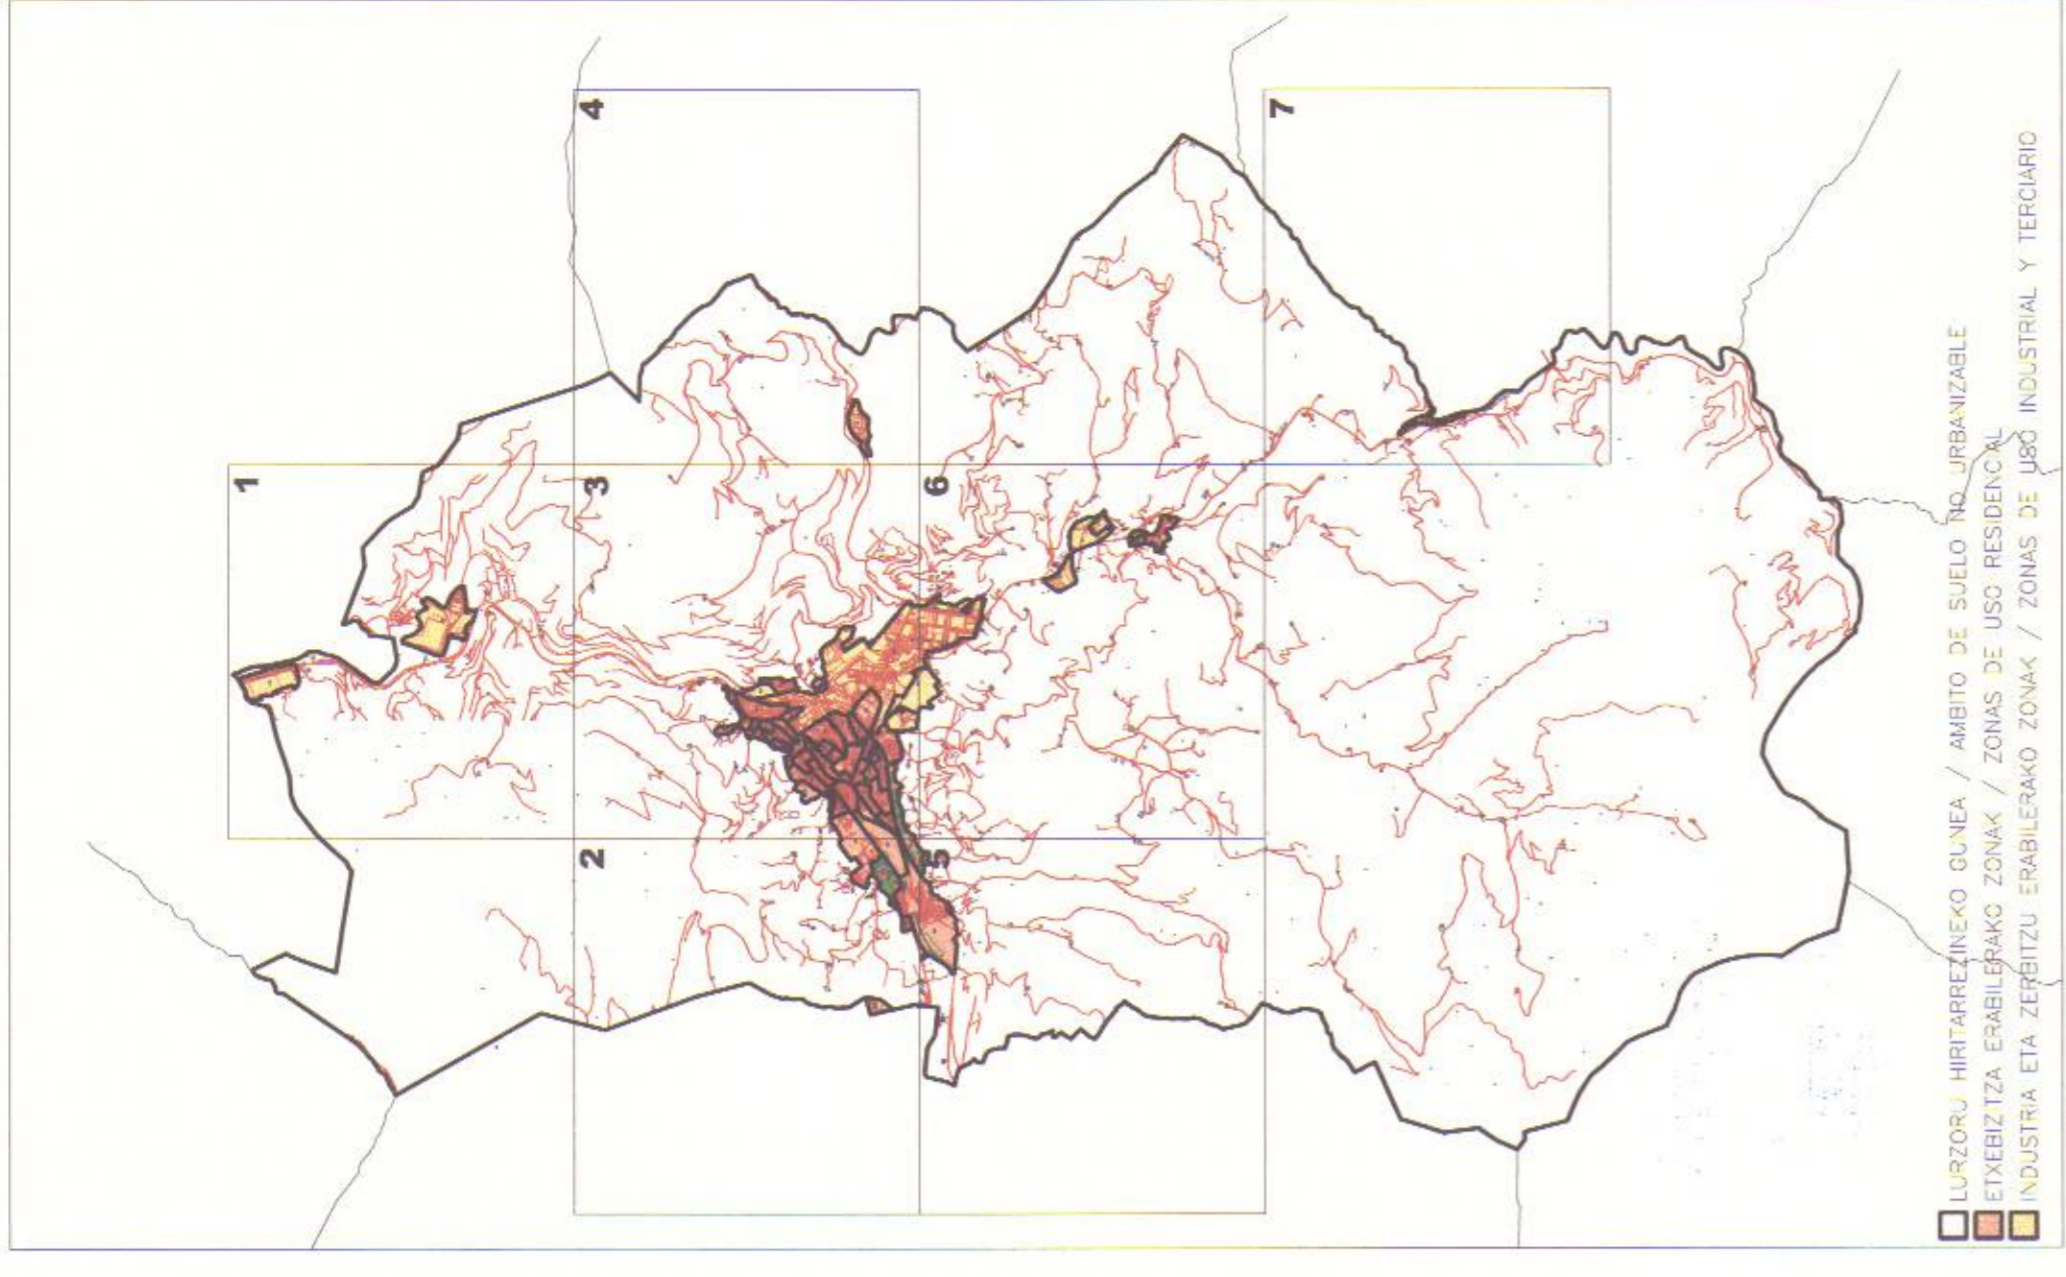 1
2
3
4
5
6
7
LURZORU HIRITARREZINEKO GUNEA / AMBITO DE SUELO NO URBANIZABLE
ETXEBIZITZA ERABILERAKO ZONAK / ZONAS DE USO RESIDENCIAL
INDUSTRIA ETA ZERBITZU ERABILERAKO ZONAK / ZONAS DE USO INDUSTRIAL Y TERCIARIO